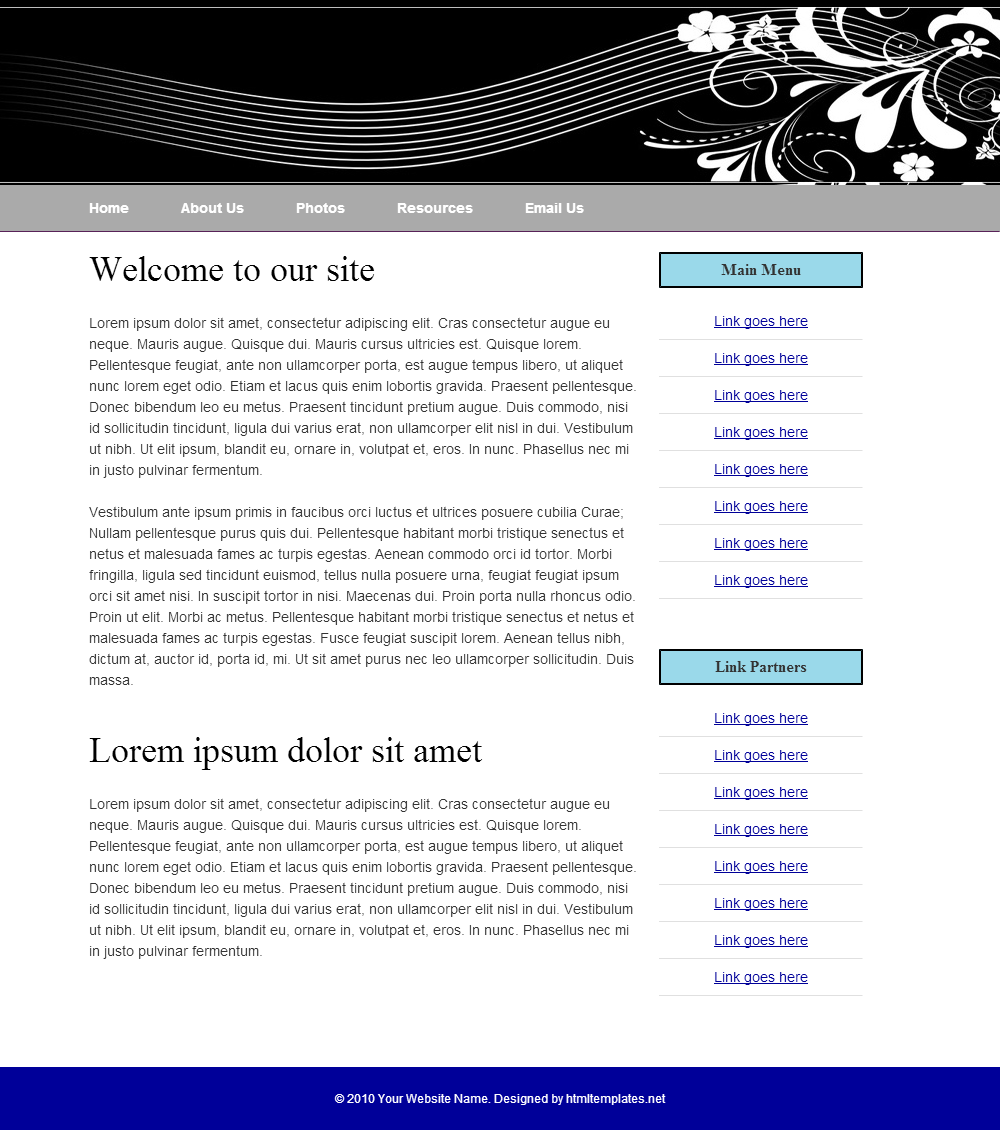 Home About Us Photos Resources Email Us
Welcome to our site
Lorem ipsum dolor sit amet, consectetur adipiscing elit. Cras consectetur augue eu
neque. Mauris augue. Quisque dui. Mauris cursus ultricies est. Quisque lorem.
Pellentesque feugiat, ante non ullamcorper porta, est augue tempus libero, ut aliquet
nunc lorem eget odio. Etiam et lacus quis enim lobortis gravida. Praesent pellentesque.
Donec bibendum leo eu metus. Praesent tincidunt pretium augue. Duis commodo, nisi
id sollicitudin tincidunt, ligula dui varius erat, non ullamcorper elit nisl in dui. Vestibulum
ut nibh. Ut elit ipsum, blandit eu, ornare in, volutpat et, eros. In nunc. Phasellus nec mi
in justo pulvinar fermentum.
Vestibulum ante ipsum primis in faucibus orci luctus et ultrices posuere cubilia Curae;
Nullam pellentesque purus quis dui. Pellentesque habitant morbi tristique senectus et
netus et malesuada fames ac turpis egestas. Aenean commodo orci id tortor. Morbi
fringilla, ligula sed tincidunt euismod, tellus nulla posuere urna, feugiat feugiat ipsum
orci sit amet nisi. In suscipit tortor in nisi. Maecenas dui. Proin porta nulla rhoncus odio.
Proin ut elit. Morbi ac metus. Pellentesque habitant morbi tristique senectus et netus et
malesuada fames ac turpis egestas. Fusce feugiat suscipit lorem. Aenean tellus nibh,
dictum at, auctor id, porta id, mi. Ut sit amet purus nec leo ullamcorper sollicitudin. Duis
massa.
Lorem ipsum dolor sit amet
Lorem ipsum dolor sit amet, consectetur adipiscing elit. Cras consectetur augue eu
neque. Mauris augue. Quisque dui. Mauris cursus ultricies est. Quisque lorem.
Pellentesque feugiat, ante non ullamcorper porta, est augue tempus libero, ut aliquet
nunc lorem eget odio. Etiam et lacus quis enim lobortis gravida. Praesent pellentesque.
Donec bibendum leo eu metus. Praesent tincidunt pretium augue. Duis commodo, nisi
id sollicitudin tincidunt, ligula dui varius erat, non ullamcorper elit nisl in dui. Vestibulum
ut nibh. Ut elit ipsum, blandit eu, ornare in, volutpat et, eros. In nunc. Phasellus nec mi
in justo pulvinar fermentum.
Main Menu
Link goes here
Link goes here
Link goes here
Link goes here
Link goes here
Link goes here
Link goes here
Link goes here
Link Partners
Link goes here
Link goes here
Link goes here
Link goes here
Link goes here
Link goes here
Link goes here
Link goes here
© 2010 Your Website Name. Designed by htmltemplates.net